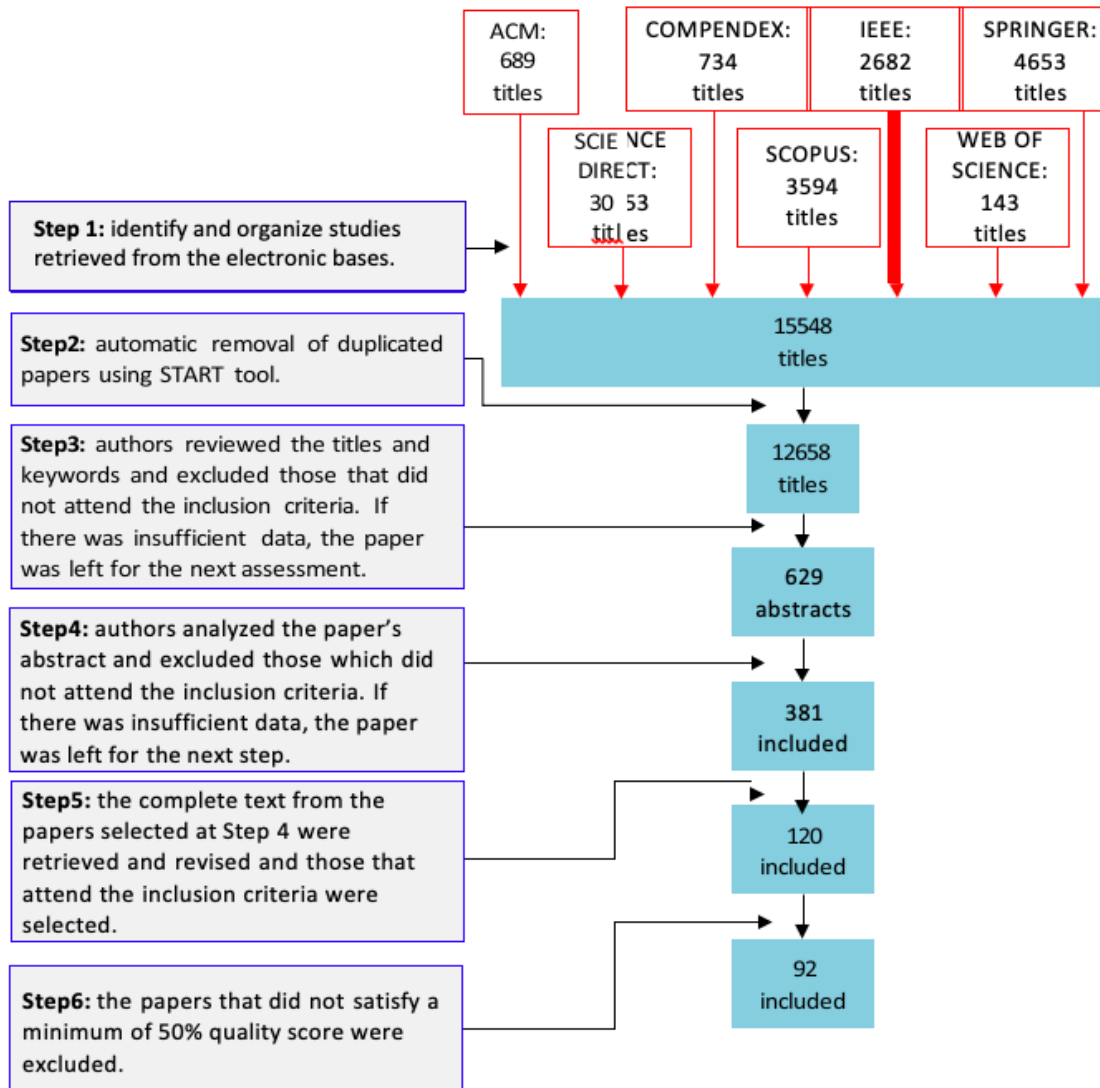 ACM:
689
titles
COMPENDEX:
734
titles
IEEE:
2682
titles
SPRINGER:
4653
titles
SCIE NCE
DIRECT:
30 53
titles
SCOPUS:
3594
titles
WEB OF
SCIENCE:
143
titles
Step 1: identify and organize studies
retrieved from the electronic bases.
15548
titles
Step2: automatic removal of duplicated
papers using START tool.
12658
titles
Step3: authors reviewed the titles and
keywords and excluded those that did
not attend the inclusion criteria. If
there was insufficient data, the paper
was left for the next assessment.
629
abstracts
Step4: authors analyzed the paper's
abstract and excluded those which did
not attend the inclusion criteria. If
there was insufficient data, the paper
was left for the next step.
381
included
Step5: the complete text from the
papers selected at Step 4 were
retrieved and revised and those that
attend the inclusion criteria were
selected.
120
included
Step6: the papers that did not satisfy a
minimum of 50% quality score were
excluded.
92
included